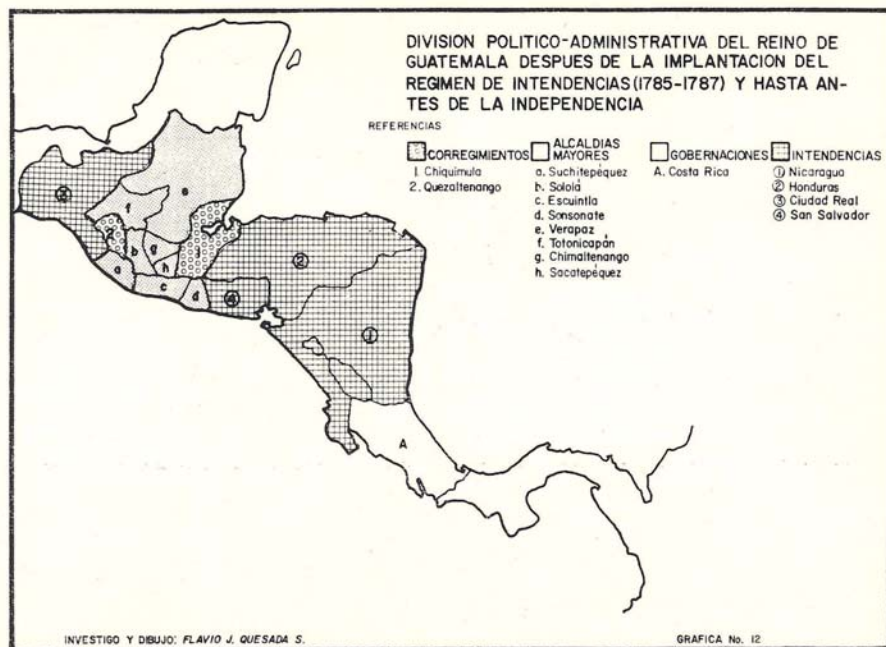 DIVISION POLITICO-ADMINISTRATIVA DEL REINO DE
GUATEMALA DESPUES DE LA IMPLANTACION DEL
REGIMEN DE INTENDENCIAS (1785-1787) Y HASTA AN-
TES DE LA INDEPENDENCIA
REFERENCIAS
CORREGIMIENTOS
1. Chiquimula
2. Quezaltenango
ALCALDIAS
MAYORES
a. Suchitepéquez
b. Sololá
c. Escuintla
d. Sonsonate
e. Verapaz
f. Totonicapán
g. Chimaltenango
h. Sacatepéquez
GOBERNACIONES
A. Costa Rica
INTENDENCIAS
① Nicaragua
② Honduras
③ Ciudad Real
④ San Salvador
③
e
f
2
b
g
1
h
a
c
d
④
②
①
A
INVESTIGO Y DIBUJO: FLAVIO J. QUESADA S.
GRAFICA No. 12